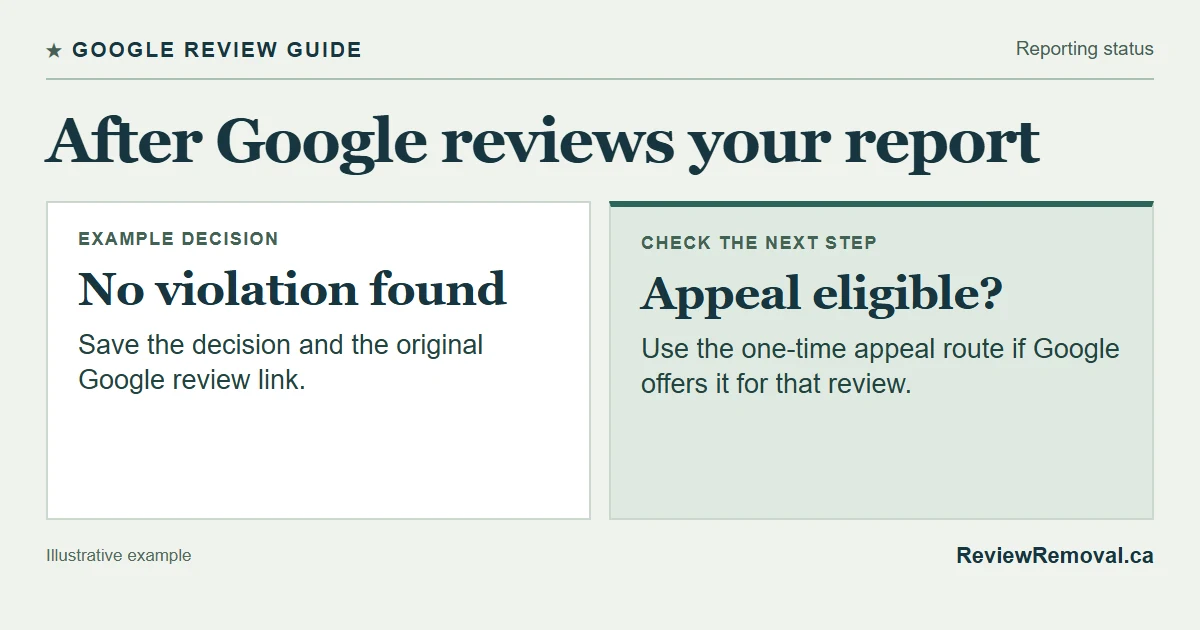 ★ GOOGLE REVIEW GUIDE
Reporting status
After Google reviews your report
EXAMPLE DECISION
No violation found
Save the decision and the original
Google review link.
CHECK THE NEXT STEP
Appeal eligible?
Use the one-time appeal route if Google
offers it for that review.
Illustrative example
ReviewRemoval.ca